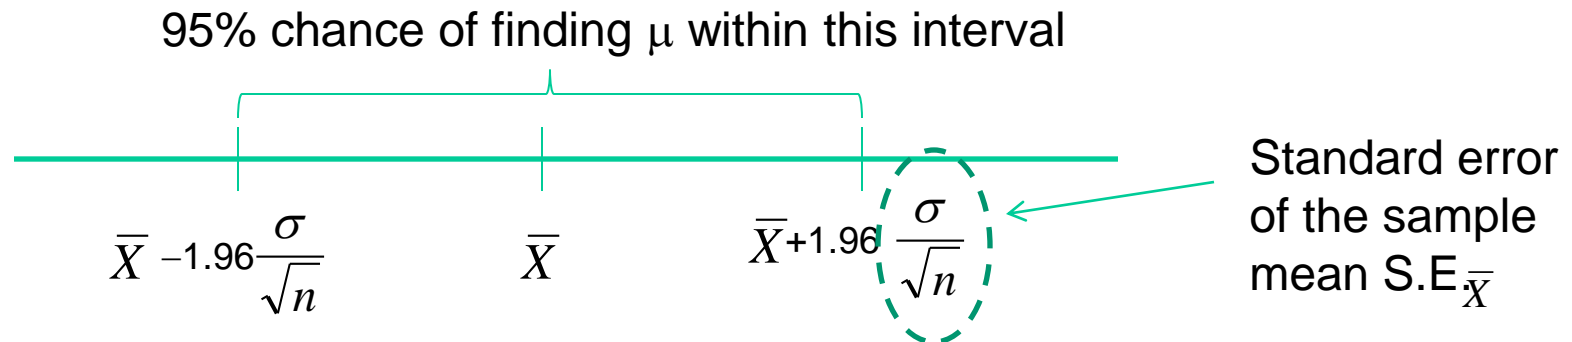 95% chance of finding μ within this interval
X̄ −1.96 σ/√n
X̄
X̄+1.96 σ/√n
Standard error
of the sample
mean S.E.X̄